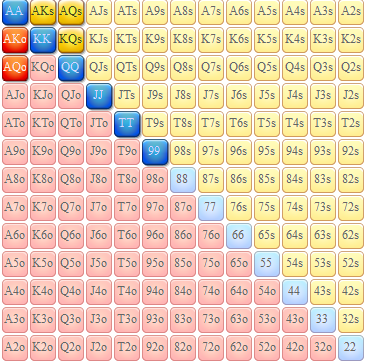 AA AKs AQs AJs ATs A9s A8s A7s A6s A5s A4s A3s A2s
AKo KK KQs KJs KTs K9s K8s K7s K6s K5s K4s K3s K2s
AQo KQo QQ QJs QTs Q9s Q8s Q7s Q6s Q5s Q4s Q3s Q2s
AJo KJo QJo JJ JTs J9s J8s J7s J6s J5s J4s J3s J2s
ATo KTo QTo JTo TT T9s T8s T7s T6s T5s T4s T3s T2s
A9o K9o Q9o J9o T9o 99 98s 97s 96s 95s 94s 93s 92s
A8o K8o Q8o J8o T8o 98o 88 87s 86s 85s 84s 83s 82s
A7o K7o Q7o J7o T7o 97o 87o 77 76s 75s 74s 73s 72s
A6o K6o Q6o J6o T6o 96o 86o 76o 66 65s 64s 63s 62s
A5o K5o Q5o J5o T5o 95o 85o 75o 65o 55 54s 53s 52s
A4o K4o Q4o J4o T4o 94o 84o 74o 64o 54o 44 43s 42s
A3o K3o Q3o J3o T3o 93o 83o 73o 63o 53o 43o 33 32s
A2o K2o Q2o J2o T2o 92o 82o 72o 62o 52o 42o 32o 22